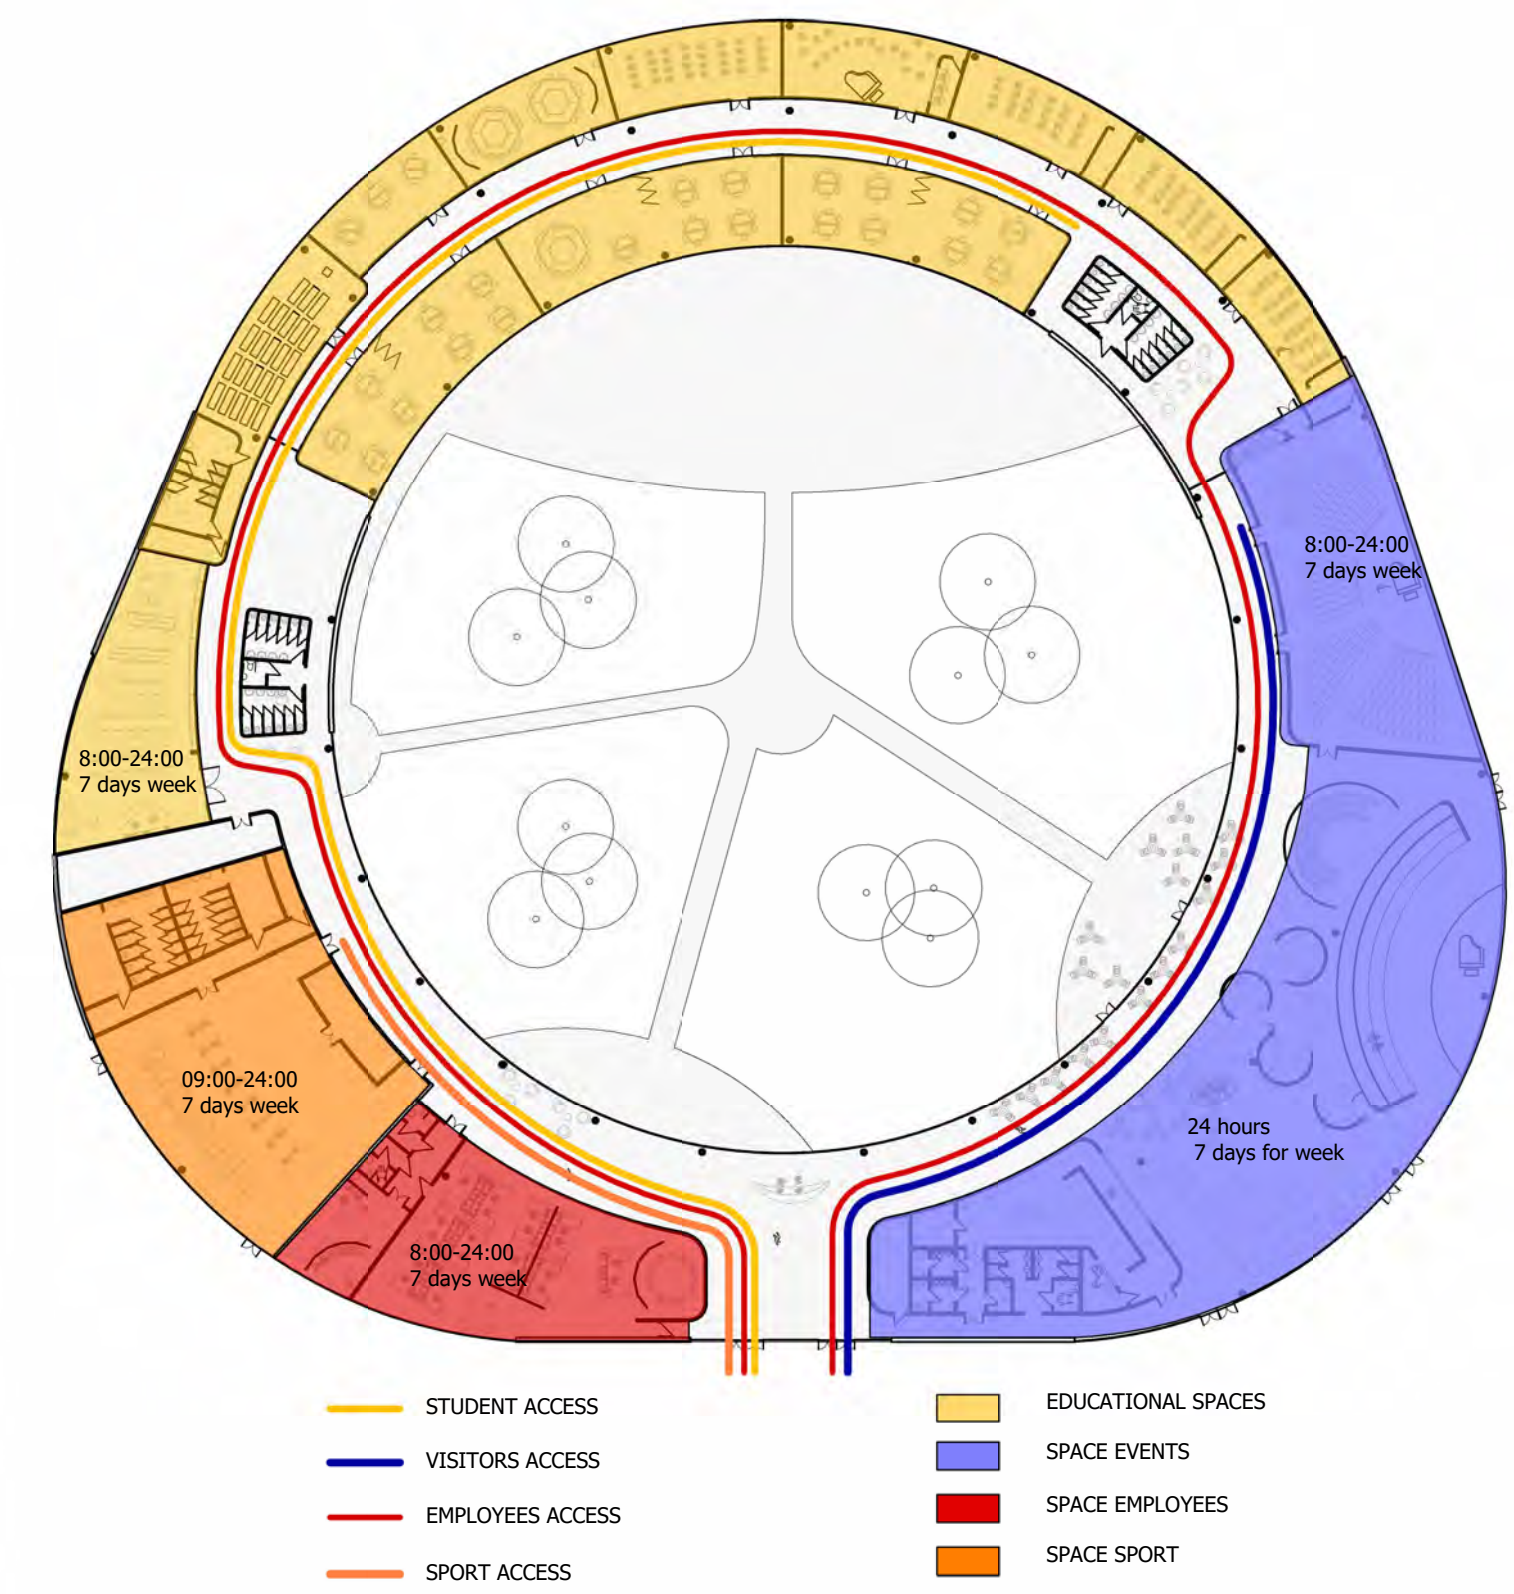 8:00-24:00
7 days week
8:00-24:00
7 days week
09:00-24:00
7 days week
24 hours
7 days for week
8:00-24:00
7 days week
STUDENT ACCESS
VISITORS ACCESS
EMPLOYEES ACCESS
SPORT ACCESS
EDUCATIONAL SPACES
SPACE EVENTS
SPACE EMPLOYEES
SPACE SPORT